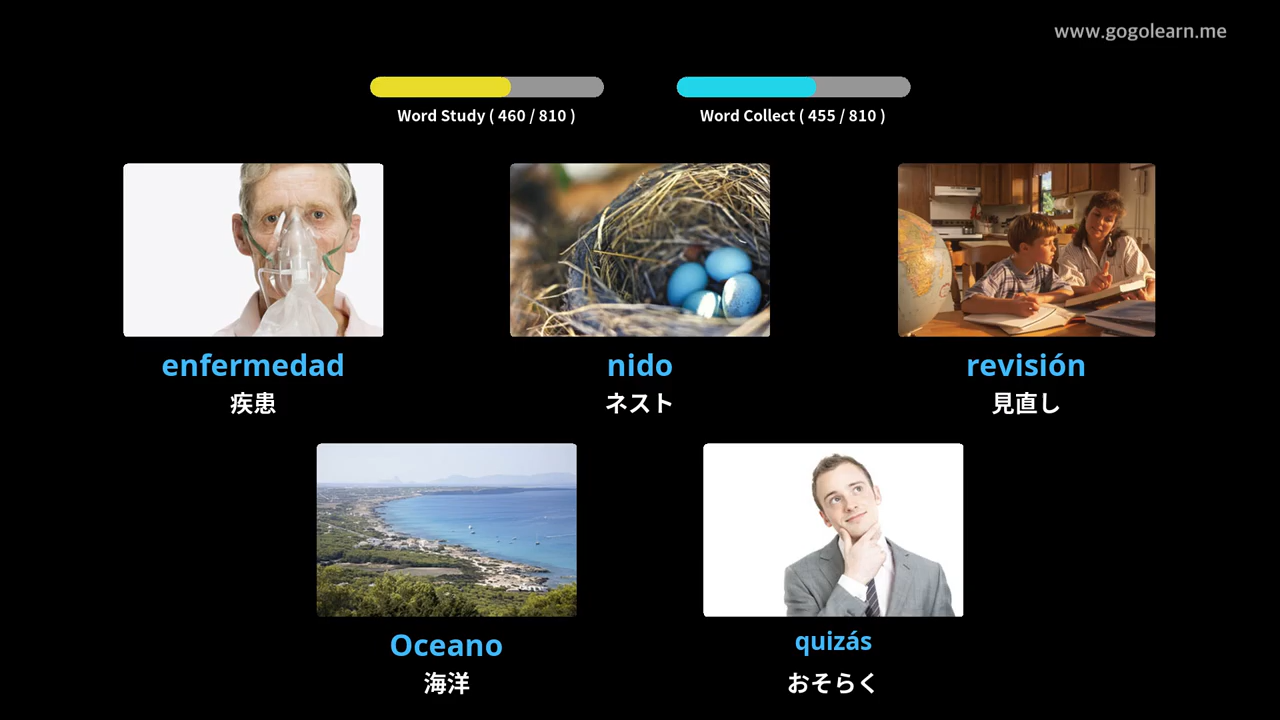 www.gogolearn.me
Word Study ( 460 / 810 )
Word Collect ( 455 / 810 )
enfermedad
疾患
nido
ネスト
revisión
見直し
Oceano
海洋
quizás
おそらく